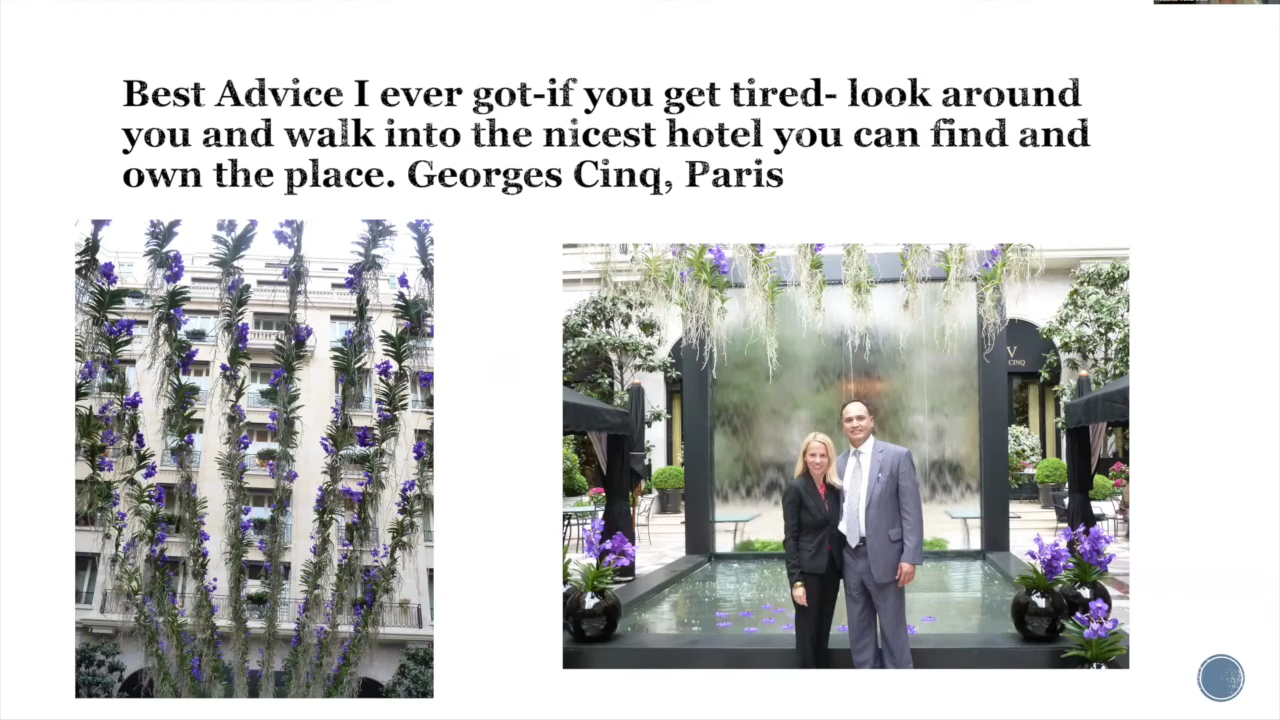 Best Advice I ever got-if you get tired- look around
you and walk into the nicest hotel you can find and
own the place. Georges Cinq, Paris
V
CINQ